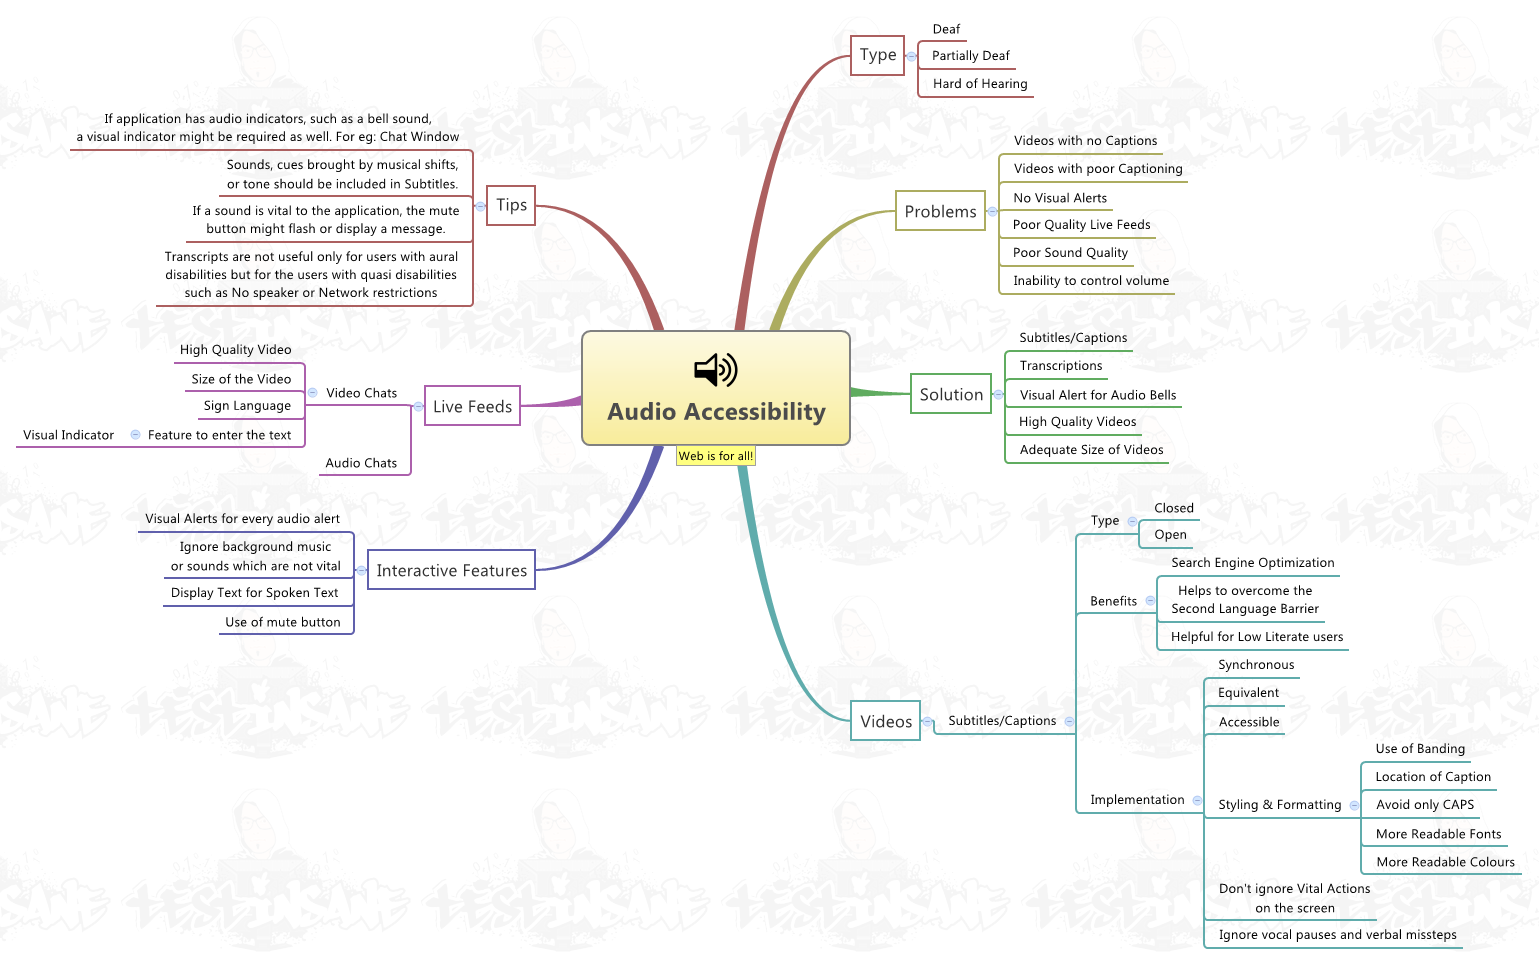 Audio Accessibility
Web is for all!
Type
Deaf
Partially Deaf
Hard of Hearing
Problems
Videos with no Captions
Videos with poor Captioning
No Visual Alerts
Poor Quality Live Feeds
Poor Sound Quality
Inability to control volume
Solution
Subtitles/Captions
Transcriptions
Visual Alert for Audio Bells
High Quality Videos
Adequate Size of Videos
Videos
Subtitles/Captions
Type
Closed
Open
Benefits
Search Engine Optimization
Helps to overcome the
Second Language Barrier
Helpful for Low Literate users
Implementation
Synchronous
Equivalent
Accessible
Styling & Formatting
Use of Banding
Location of Caption
Avoid only CAPS
More Readable Fonts
More Readable Colours
Don't ignore Vital Actions
on the screen
Ignore vocal pauses and verbal missteps
Tips
If application has audio indicators, such as a bell sound,
a visual indicator might be required as well. For eg: Chat Window
Sounds, cues brought by musical shifts,
or tone should be included in Subtitles.
If a sound is vital to the application, the mute
button might flash or display a message.
Transcripts are not useful only for users with aural
disabilities but for the users with quasi disabilities
such as No speaker or Network restrictions
Live Feeds
Video Chats
High Quality Video
Size of the Video
Sign Language
Feature to enter the text
Visual Indicator
Audio Chats
Interactive Features
Visual Alerts for every audio alert
Ignore background music
or sounds which are not vital
Display Text for Spoken Text
Use of mute button